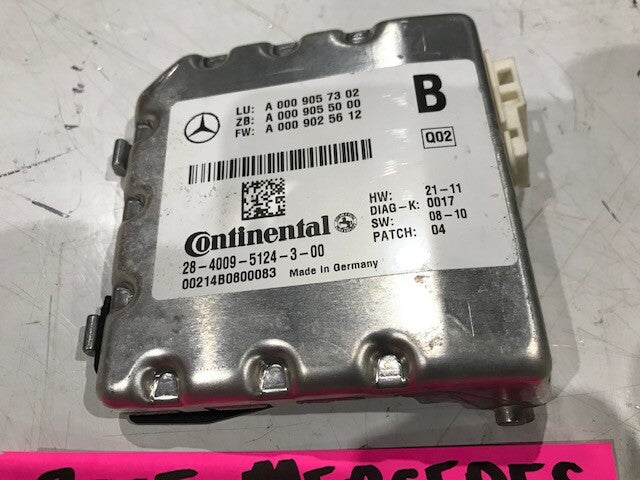 LU: A 000 905 73 02
ZB: A 000 905 50 00
FW: A 000 902 56 12
B
Q02
HW: 21-11
DIAG-K: 0017
SW: 08-10
PATCH: 04
Continental
28-4009-5124-3-00
00214B0800083 Made in Germany
MERCEDES